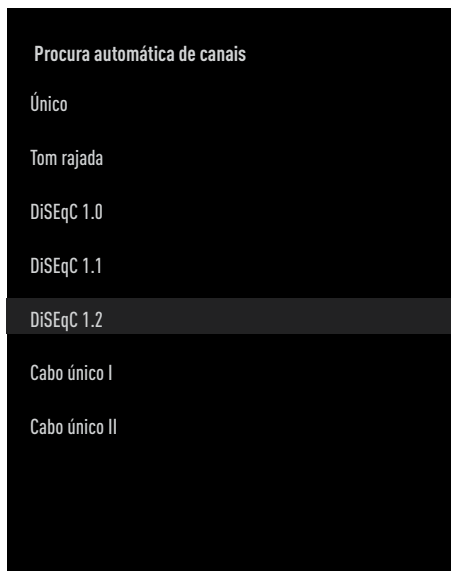 Procura automática de canais
Único
Tom rajada
DiSEqC 1.0
DiSEqC 1.1
DiSEqC 1.2
Cabo único I
Cabo único II